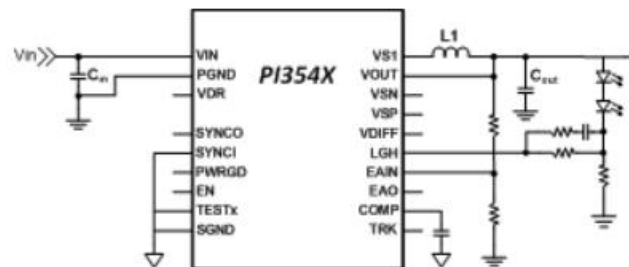 L1
Vin
VIN
PI354X
VS1
Cin
PGND
VOUT
Cout
VDR
VSN
VSP
SYNCO
VDIFF
SYNCI
LGH
PWRGD
EAIN
EN
EAO
TESTx
COMP
SGND
TRK